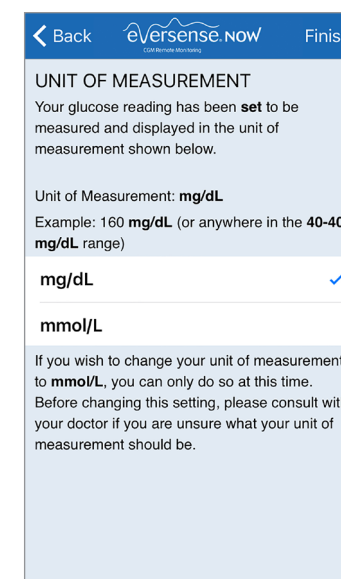 Back eversense. NOW Finis
CGM Remote Monitoring
UNIT OF MEASUREMENT
Your glucose reading has been set to be
measured and displayed in the unit of
measurement shown below.
Unit of Measurement: mg/dL
Example: 160 mg/dL (or anywhere in the 40-40
mg/dL range)
mg/dL
mmol/L
If you wish to change your unit of measurement
to mmol/L, you can only do so at this time.
Before changing this setting, please consult wit
your doctor if you are unsure what your unit of
measurement should be.